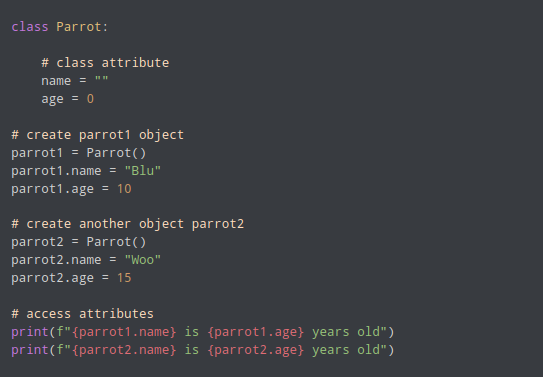 class Parrot:
    # class attribute
    name = ""
    age = 0
# create parrot1 object
parrot1 = Parrot()
parrot1.name = "Blu"
parrot1.age = 10
# create another object parrot2
parrot2 = Parrot()
parrot2.name = "Woo"
parrot2.age = 15
# access attributes
print(f"{parrot1.name} is {parrot1.age} years old")
print(f"{parrot2.name} is {parrot2.age} years old")